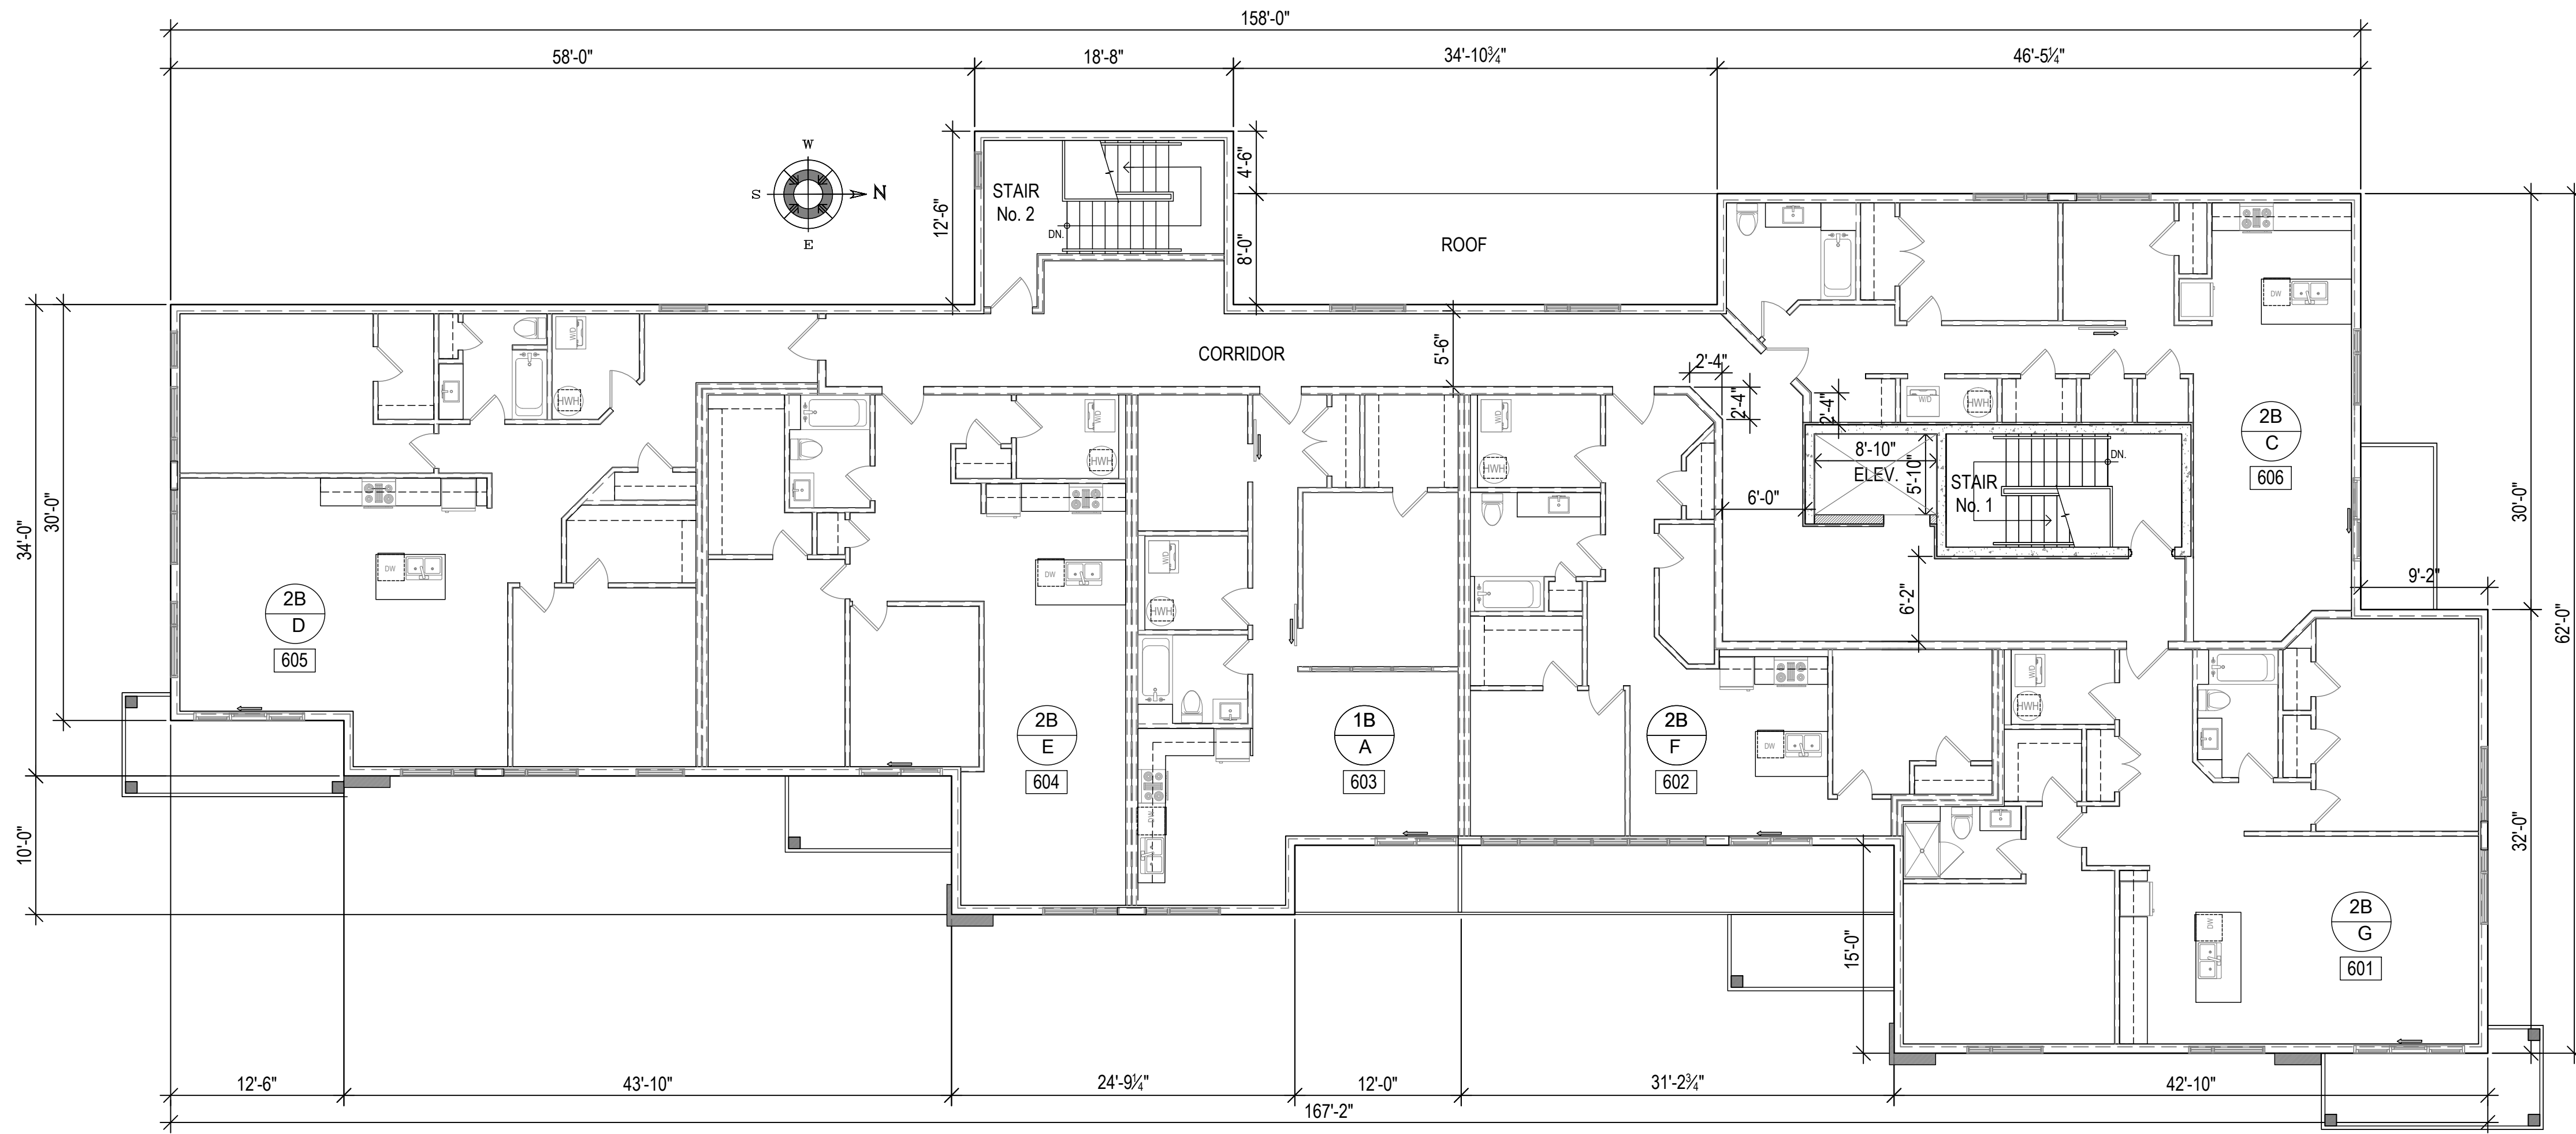 158'-0"
58'-0"
18'-8"
34'-10¾"
46'-5¼"
W
S
N
E
12'-6"
4'-6"
8'-0"
STAIR
No. 2
DN.
ROOF
CORRIDOR
5'-6"
2'-4"
2'-4"
2'-4"
W/D
HWH
W/D
HWH
W/D
HWH
W/D
HWH
DW
W/D
HWH
8'-10"
ELEV.
5'-10"
STAIR
No. 1
DN.
6'-0"
6'-2"
2B
C
606
9'-2"
30'-0"
62'-0"
32'-0"
34'-0"
30'-0"
10'-0"
DW
2B
D
605
DW
2B
E
604
DW
1B
A
603
2B
F
602
DW
W/D
HWH
DW
2B
G
601
15'-0"
12'-6"
43'-10"
24'-9¼"
12'-0"
31'-2¾"
42'-10"
167'-2"